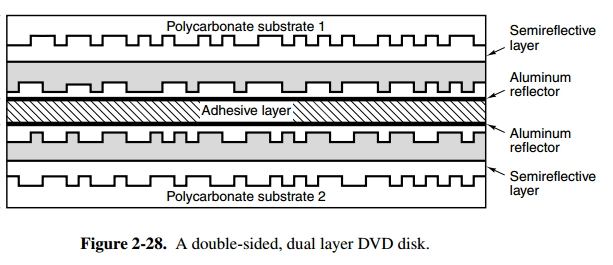 Polycarbonate substrate 1
Semireflective
layer
Aluminum
reflector
Adhesive layer
Aluminum
reflector
Semireflective
layer
Polycarbonate substrate 2
Figure 2-28. A double-sided, dual layer DVD disk.